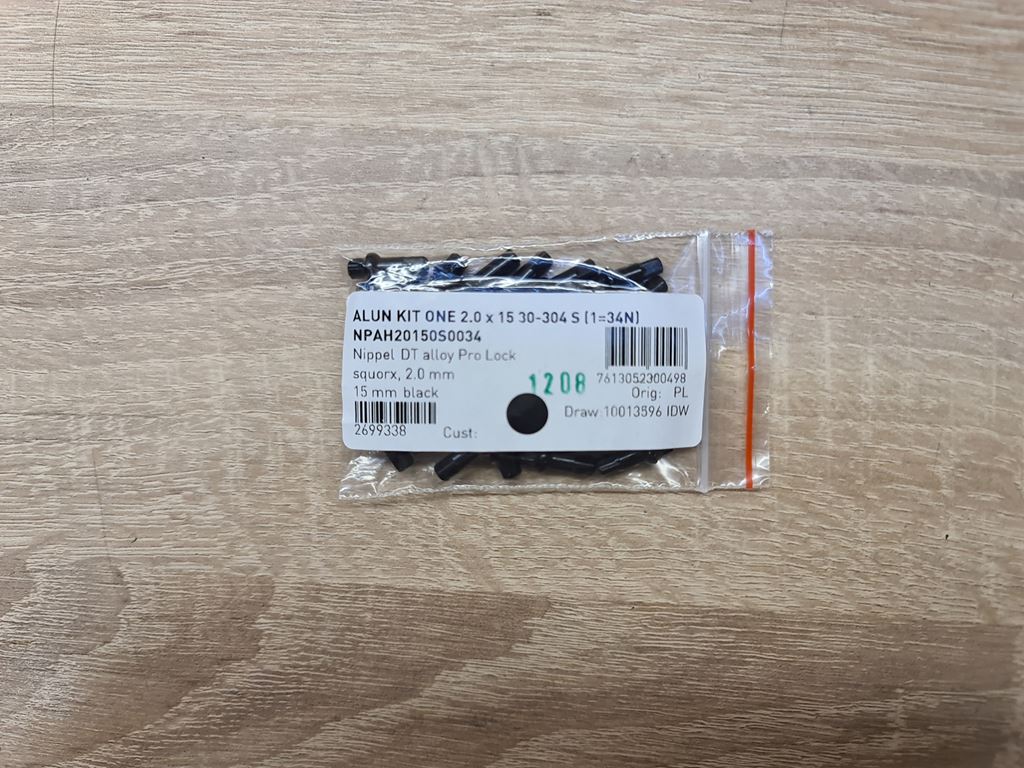 ALUN KIT ONE 2.0 x 15 30-304 S (1=34N)
NPAH20150S0034
Nippel DT alloy Pro Lock
squorx, 2.0 mm
15 mm black
2699338
Cust:
1208
7613052300498
Orig: PL
Draw:10013596 IDW